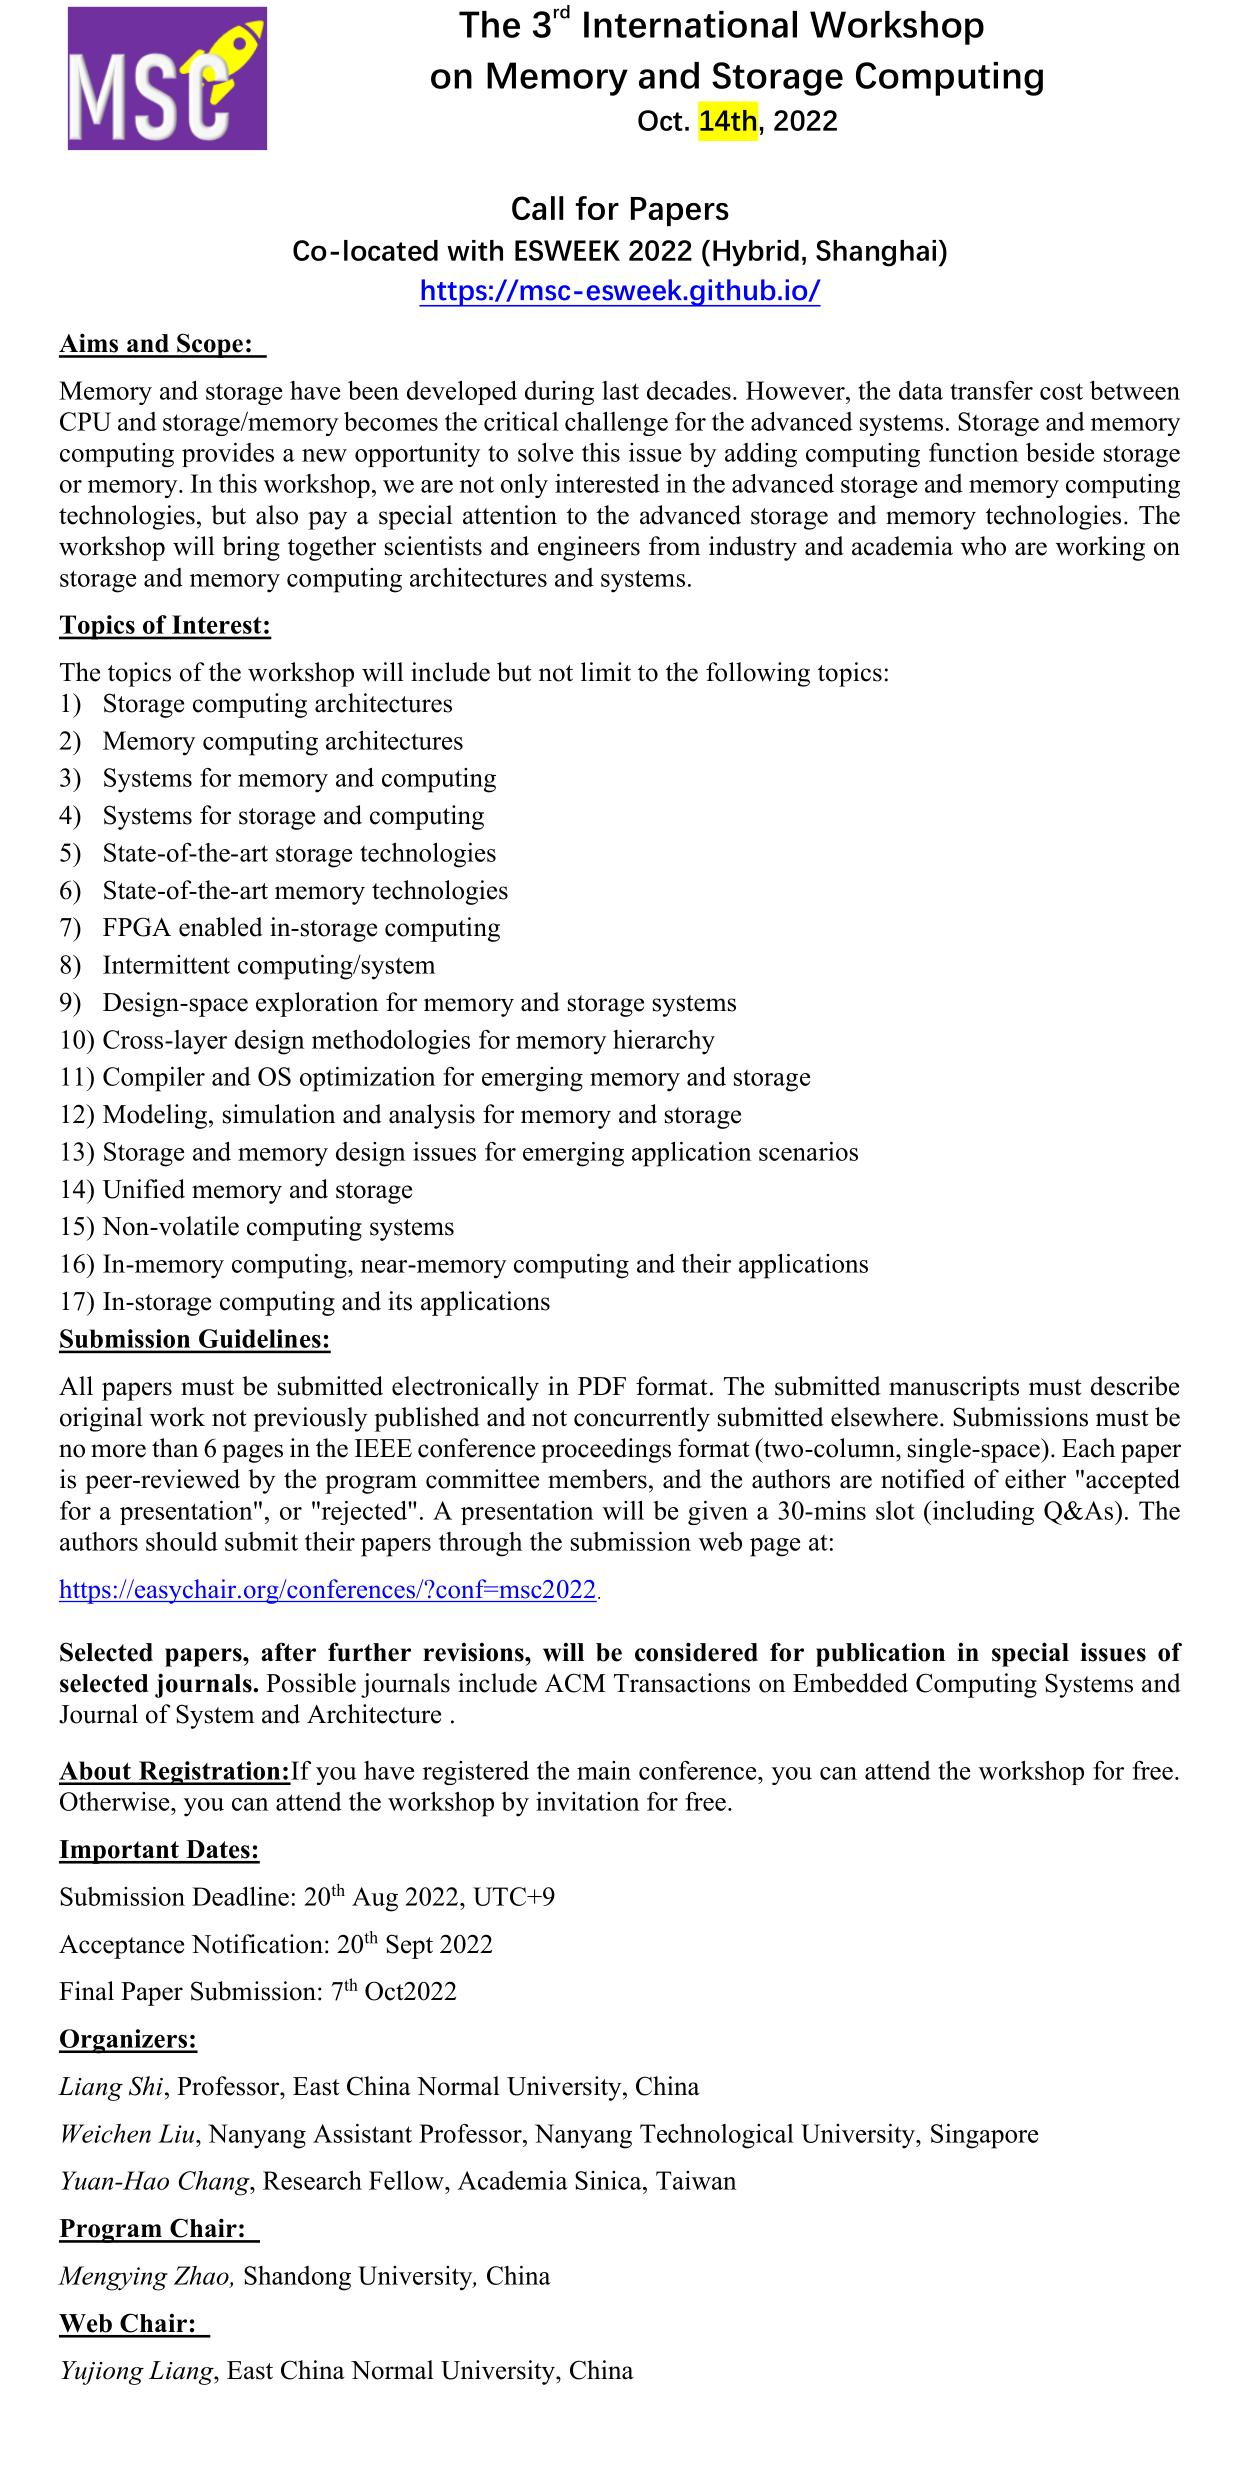 MSC
The 3rd International Workshop
on Memory and Storage Computing
Oct. 14th, 2022
Call for Papers
Co-located with ESWEEK 2022 (Hybrid, Shanghai)
https://msc-esweek.github.io/
Aims and Scope:
Memory and storage have been developed during last decades. However, the data transfer cost between
CPU and storage/memory becomes the critical challenge for the advanced systems. Storage and memory
computing provides a new opportunity to solve this issue by adding computing function beside storage
or memory. In this workshop, we are not only interested in the advanced storage and memory computing
technologies, but also pay a special attention to the advanced storage and memory technologies. The
workshop will bring together scientists and engineers from industry and academia who are working on
storage and memory computing architectures and systems.
Topics of Interest:
The topics of the workshop will include but not limit to the following topics:
1) Storage computing architectures
2) Memory computing architectures
3) Systems for memory and computing
4) Systems for storage and computing
5) State-of-the-art storage technologies
6) State-of-the-art memory technologies
7) FPGA enabled in-storage computing
8) Intermittent computing/system
9) Design-space exploration for memory and storage systems
10) Cross-layer design methodologies for memory hierarchy
11) Compiler and OS optimization for emerging memory and storage
12) Modeling, simulation and analysis for memory and storage
13) Storage and memory design issues for emerging application scenarios
14) Unified memory and storage
15) Non-volatile computing systems
16) In-memory computing, near-memory computing and their applications
17) In-storage computing and its applications
Submission Guidelines:
All papers must be submitted electronically in PDF format. The submitted manuscripts must describe
original work not previously published and not concurrently submitted elsewhere. Submissions must be
no more than 6 pages in the IEEE conference proceedings format (two-column, single-space). Each paper
is peer-reviewed by the program committee members, and the authors are notified of either "accepted
for a presentation", or "rejected". A presentation will be given a 30-mins slot (including Q&As). The
authors should submit their papers through the submission web page at:
https://easychair.org/conferences/?conf=msc2022.
Selected papers, after further revisions, will be considered for publication in special issues of
selected journals. Possible journals include ACM Transactions on Embedded Computing Systems and
Journal of System and Architecture .
About Registration:If you have registered the main conference, you can attend the workshop for free.
Otherwise, you can attend the workshop by invitation for free.
Important Dates:
Submission Deadline: 20th Aug 2022, UTC+9
Acceptance Notification: 20th Sept 2022
Final Paper Submission: 7th Oct2022
Organizers:
Liang Shi, Professor, East China Normal University, China
Weichen Liu, Nanyang Assistant Professor, Nanyang Technological University, Singapore
Yuan-Hao Chang, Research Fellow, Academia Sinica, Taiwan
Program Chair:
Mengying Zhao, Shandong University, China
Web Chair:
Yujiong Liang, East China Normal University, China